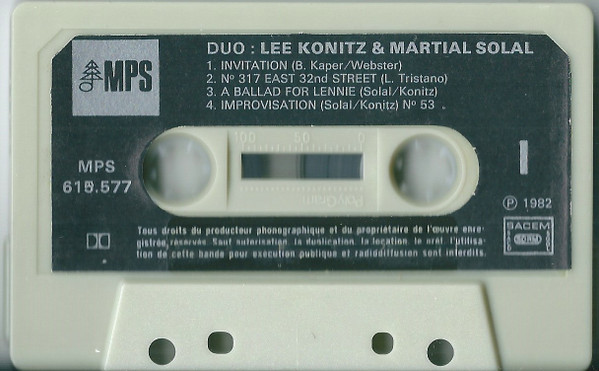 MPS
DUO : LEE KONITZ & MARTIAL SOLAL
1. INVITATION (B. Kaper/Webster)
2. Nº 317 EAST 32nd STREET (L. Tristano)
3. A BALLAD FOR LENNIE (Solal/Konitz)
4. IMPROVISATION (Solal/Konitz) Nº 53 .
100 50 0
MPS
615.577
I
PolyGram
℗ 1982
SACEM
SDRM
Tous droits du producteur phonographique et du propriétaire de l'œuvre enre-
gistrée réservés. Sauf autorisation, la duplication, la location, le prêt, l'utilisa-
tion de cette bande pour exécution publique et radiodiffusion sont interdits.